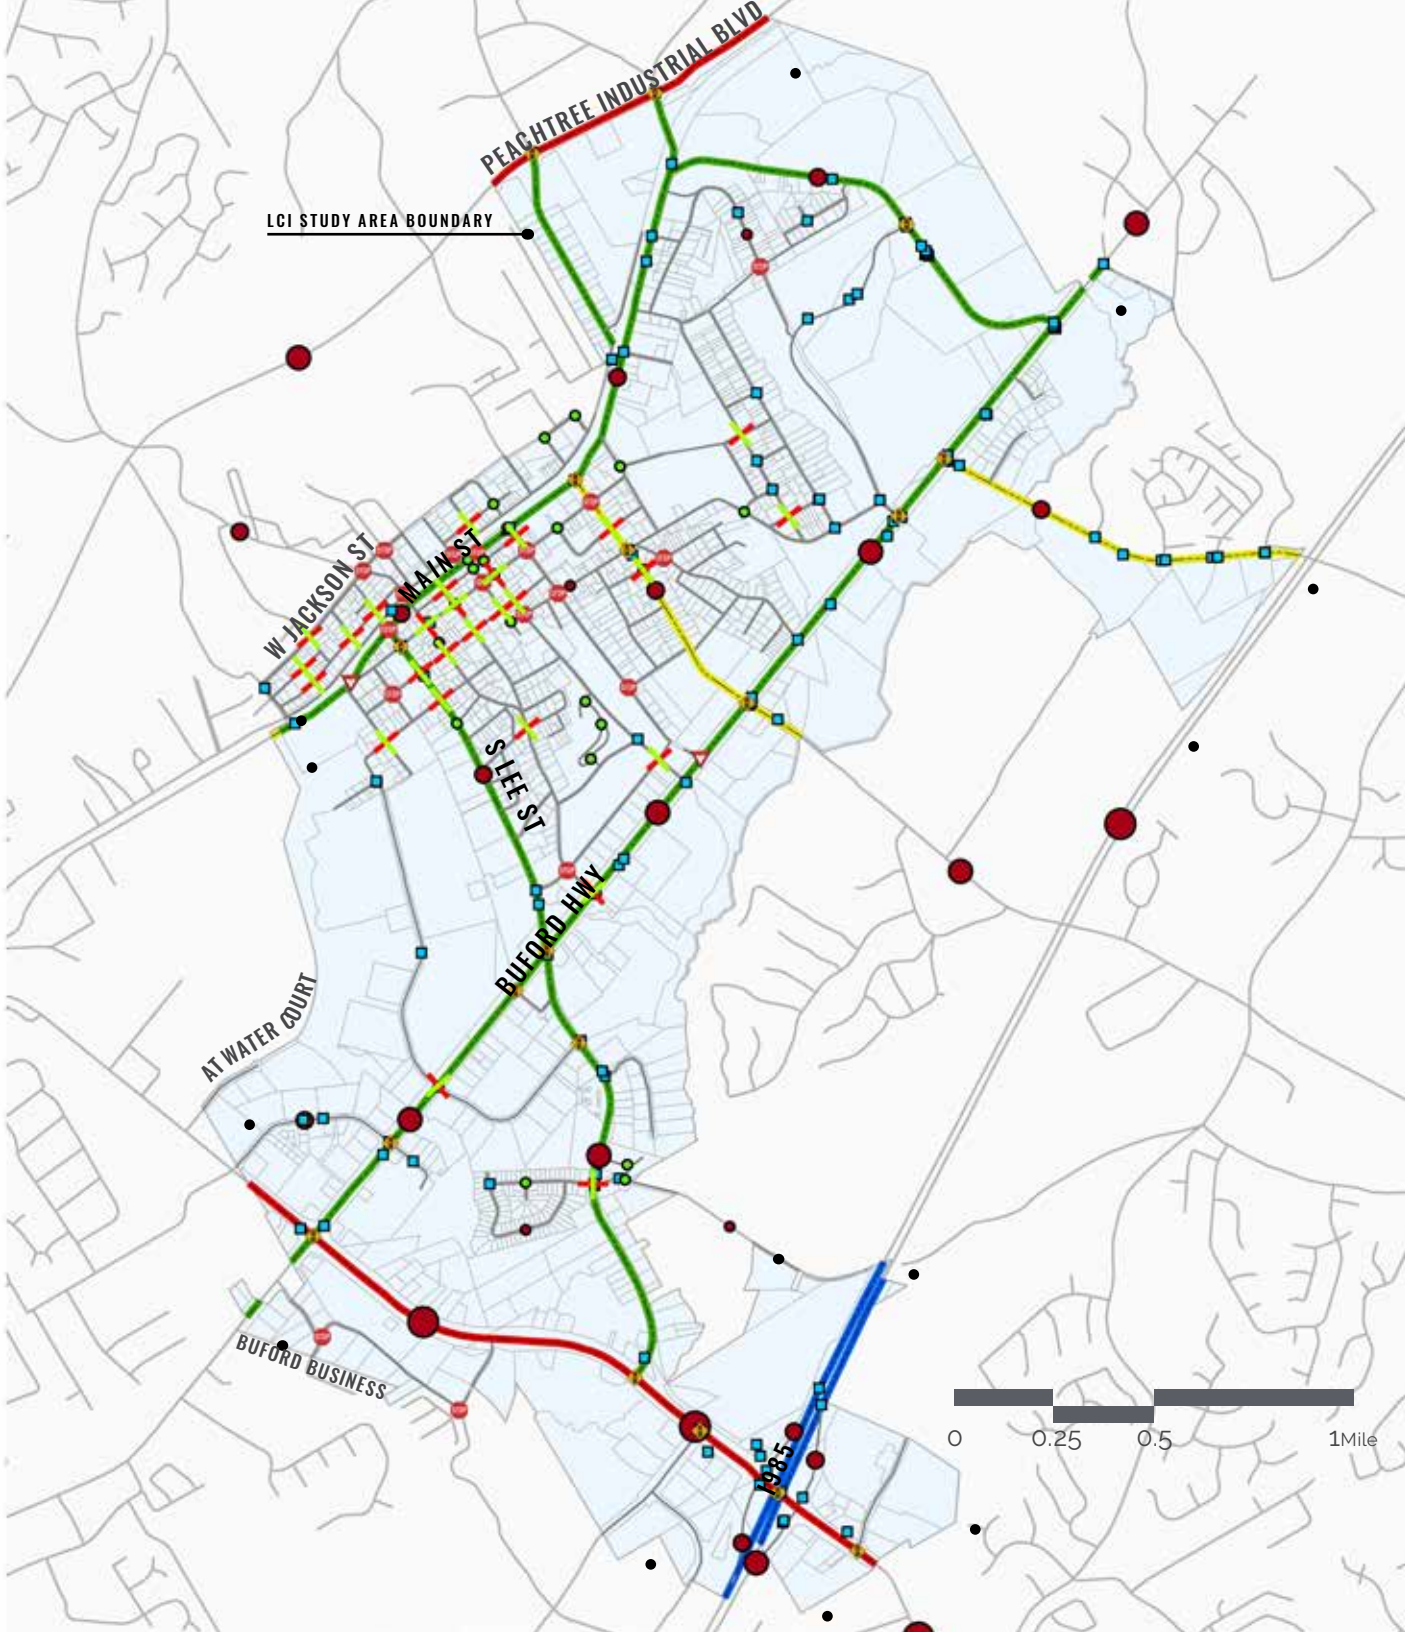 PEACHTREE INDUSTRIAL BLVD
LCI STUDY AREA BOUNDARY
W JACKSON ST
MAIN ST
S LEE ST
BUFORD HWY
AT WATER COURT
BUFORD BUSINESS
I985
0 0.25 0.5 1Mile